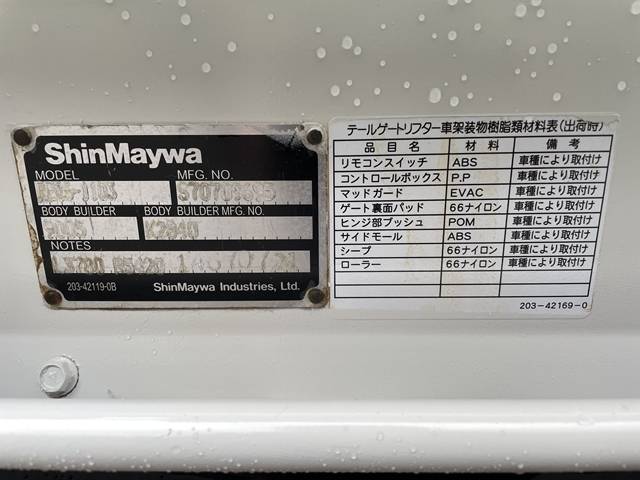 ShinMaywa
MODEL MFG. NO.
BODY BUILDER BODY BUILDER MFG. NO.
NOTES
203-42119-0B ShinMaywa Industries, Ltd.
テールゲートリフター車架装物樹脂類材料表(出荷時)
品目名 材料 備考
リモコンスイッチ ABS 車種により取付け
コントロールボックス P.P 車種により取付け
マッドガード EVAC 車種により取付け
ゲート裏面パッド 66ナイロン 車種により取付け
ヒンジ部ブッシュ POM 車種により取付け
サイドモール ABS 車種により取付け
シーブ 66ナイロン 車種により取付け
ローラー 66ナイロン 車種により取付け
203-42169-0